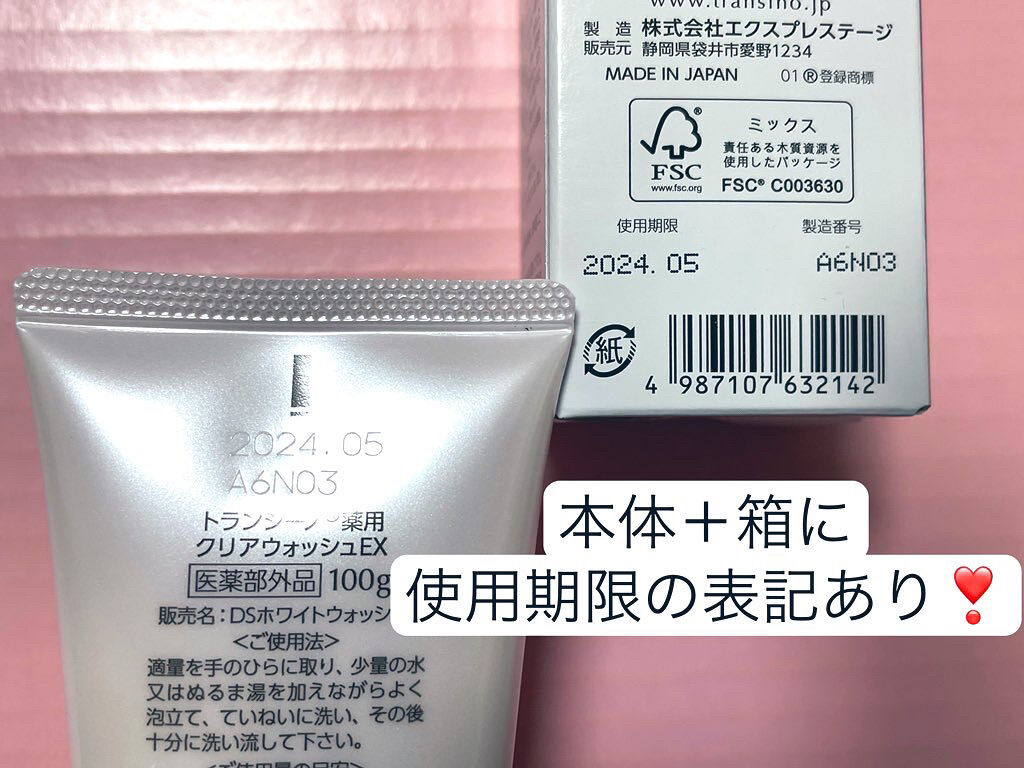 www.transino.jp
製造 株式会社エクスプレステージ
販売元 静岡県袋井市愛野1234
MADE IN JAPAN 01 ®登録商標
FSC®
www.fsc.org
ミックス
責任ある木質資源を
使用したパッケージ
FSC® C003630
使用期限 製造番号
2024.05 A6N03
紙
4 987107 632142
2024.05
A6N03
トランシーノ®薬用
クリアウォッシュEX
医薬部外品 100g
販売名:DSホワイトウォッシ
<ご使用法>
適量を手のひらに取り、少量の水
又はぬるま湯を加えながらよく
泡立て、ていねいに洗い、その後
十分に洗い流して下さい。
本体+箱に
使用期限の表記あり❣